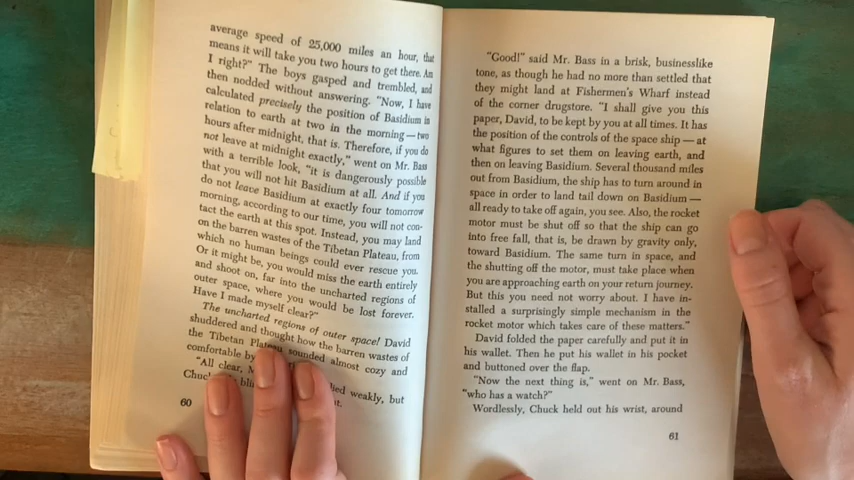 average speed of 25,000 miles an hour, that
means it will take you two hours to get there. Am
I right?" The boys gasped and trembled, and
then nodded without answering. "Now, I have
calculated precisely the position of Basidium in
relation to earth at two in the morning—two
hours after midnight, that is. Therefore, if you do
not leave at midnight exactly," went on Mr. Bass
with a terrible look, "it is dangerously possible
that you will not hit Basidium at all. And if you
do not leave Basidium at exactly four tomorrow
morning, according to our time, you will not con-
tact the earth at this spot. Instead, you may land
on the barren wastes of the Tibetan Plateau, from
which no human beings could ever rescue you.
Or it might be, you would miss the earth entirely
and shoot on, far into the uncharted regions of
outer space, where you would be lost forever.
Have I made myself clear?"
The uncharted regions of outer space! David
shuddered and thought how the barren wastes of
the Tibetan Plateau sounded almost cozy and
comfortable by
"All clear, weakly, but
60
"Good!" said Mr. Bass in a brisk, businesslike
tone, as though he had no more than settled that
they might land at Fishermen's Wharf instead
of the corner drugstore. "I shall give you this
paper, David, to be kept by you at all times. It has
the position of the controls of the space ship—at
what figures to set them on leaving earth, and
then on leaving Basidium. Several thousand miles
out from Basidium, the ship has to turn around in
space in order to land tail down on Basidium—
all ready to take off again, you see. Also, the rocket
motor must be shut off so that the ship can go
into free fall, that is, be drawn by gravity only,
toward Basidium. The same turn in space, and
the shutting off the motor, must take place when
you are approaching earth on your return journey.
But this you need not worry about. I have in-
stalled a surprisingly simple mechanism in the
rocket motor which takes care of these matters."
David folded the paper carefully and put it in
his wallet. Then he put his wallet in his pocket
and buttoned over the flap.
"Now the next thing is," went on Mr. Bass,
"who has a watch?"
Wordlessly, Chuck held out his wrist, around
61